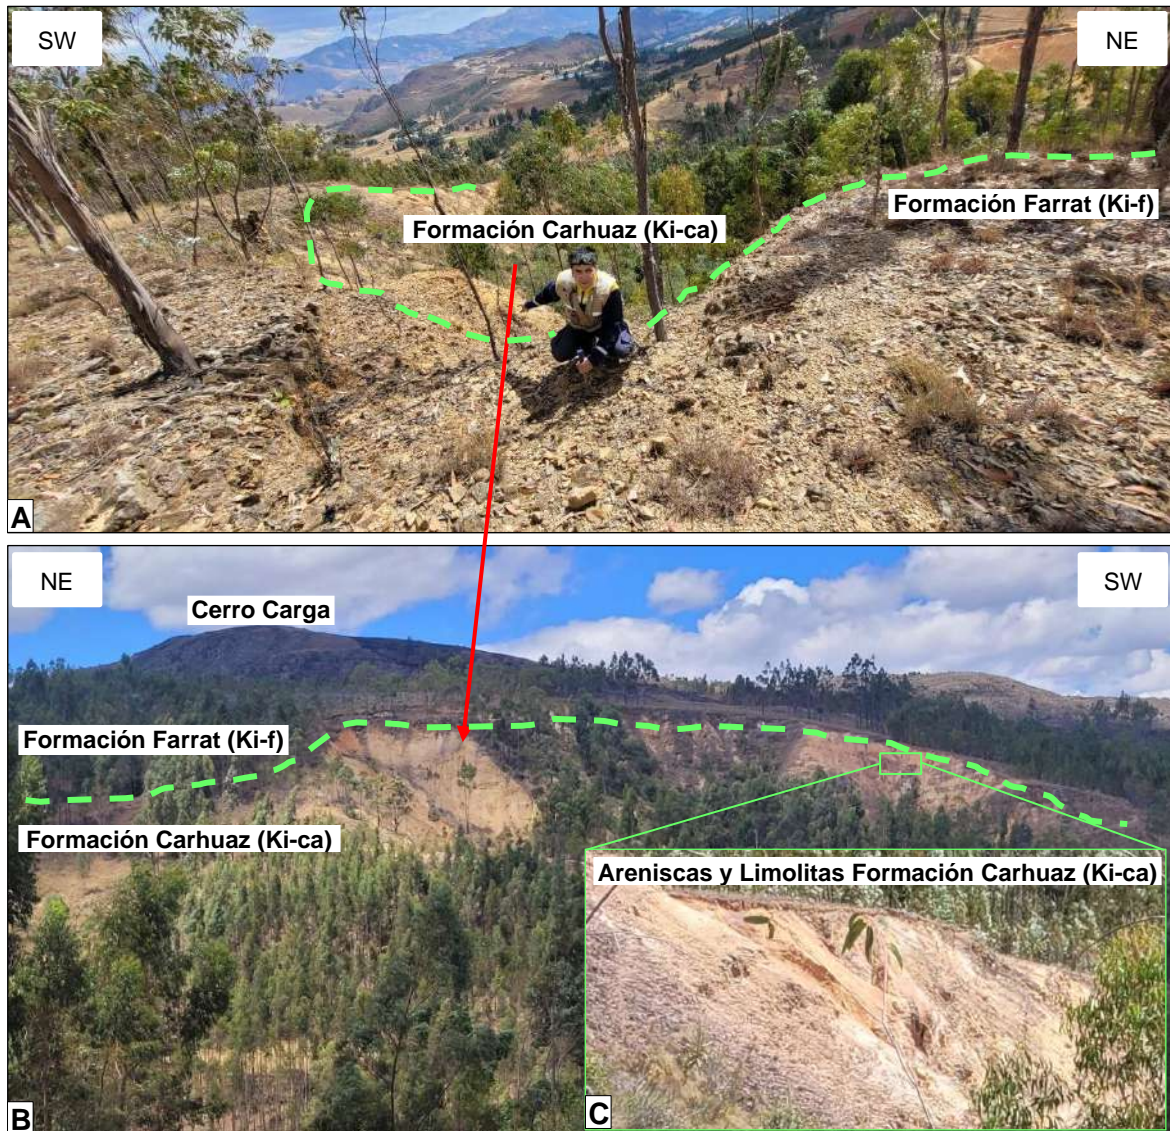 SW
NE
Formación Farrat (Ki-f)
Formación Carhuaz (Ki-ca)
A
NE
SW
Cerro Carga
Formación Farrat (Ki-f)
Formación Carhuaz (Ki-ca)
Areniscas y Limolitas Formación Carhuaz (Ki-ca)
B
C